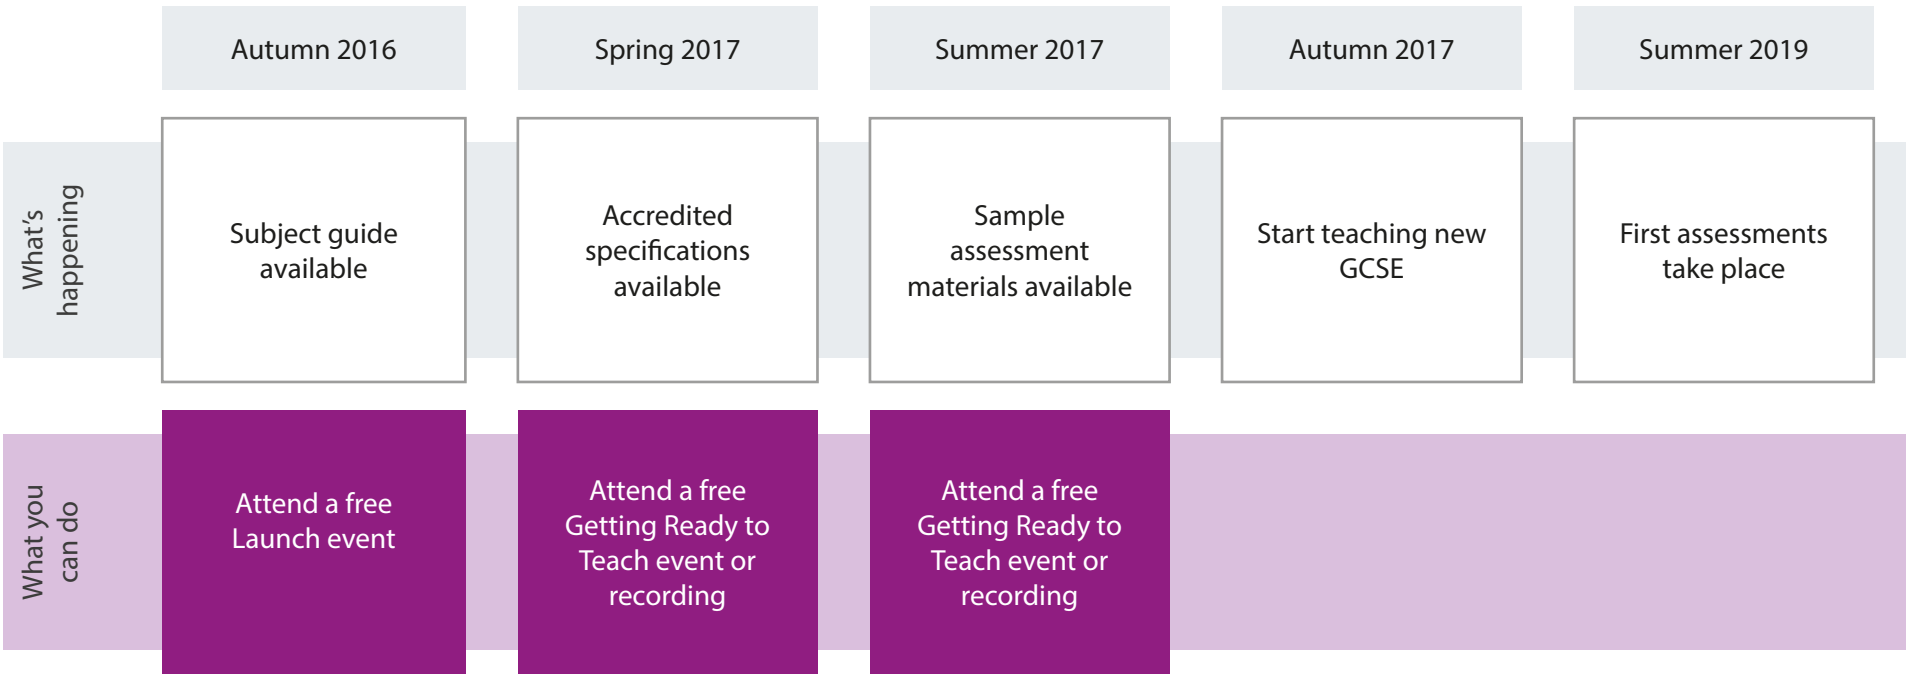 Autumn 2016
Spring 2017
Summer 2017
Autumn 2017
Summer 2019
What's
happening
Subject guide
available
Accredited
specifications
available
Sample
assessment
materials available
Start teaching new
GCSE
First assessments
take place
What you
can do
Attend a free
Launch event
Attend a free
Getting Ready to
Teach event or
recording
Attend a free
Getting Ready to
Teach event or
recording